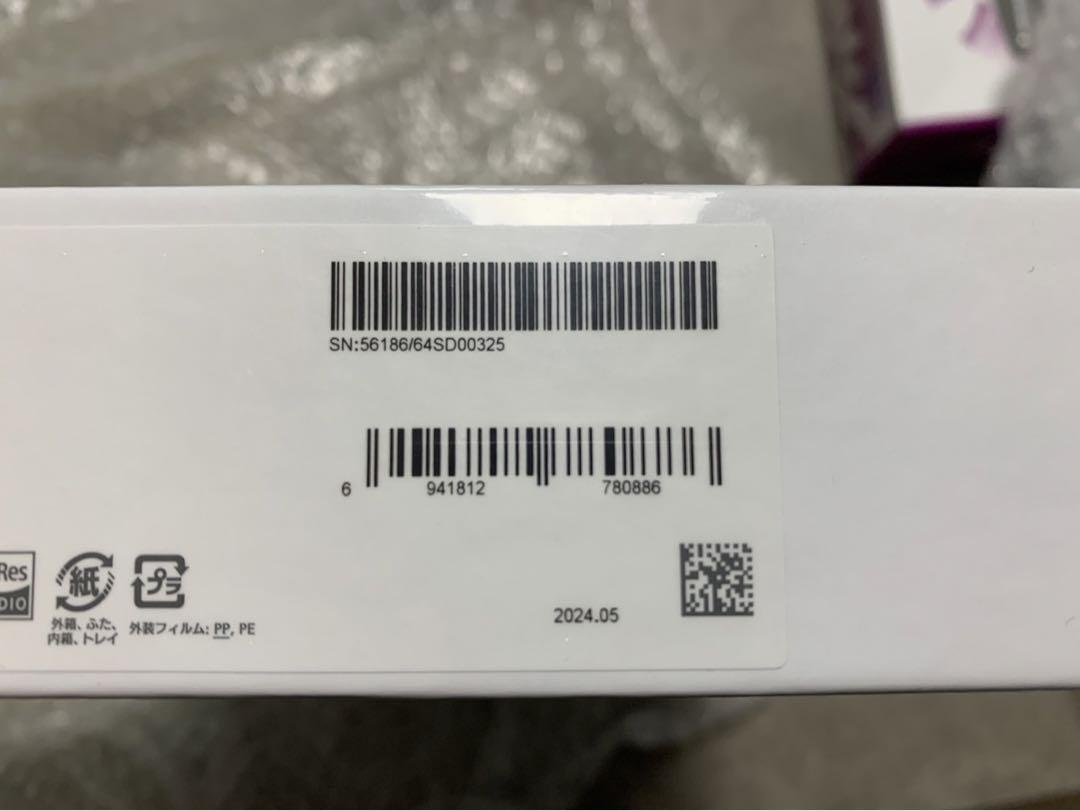 SN:56186/64SD00325
6 941812 780886
Res
DIO
紙
プラ
外箱、ふた、
内箱、トレイ
外装フィルム: PP, PE
2024.05